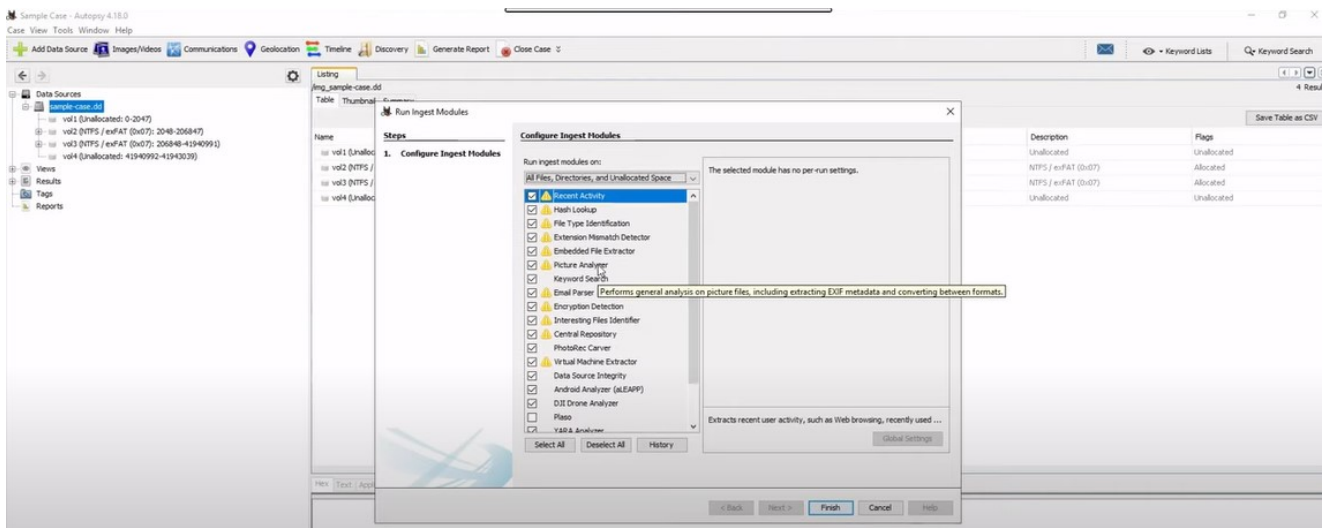 Sample Case - Autopsy 4.18.0
Case View Tools Window Help
Add Data Source Images/Videos Communications Geolocation Timeline Discovery Generate Report Close Case Keyword Lists Keyword Search
Listing
/img_sample-case.dd
4 Resul
Table Thumbnail Summary
Save Table as CSV
Data Sources
sample-case.dd
vol1 (Unallocated: 0-2047)
vol2 (NTFS / exFAT (0x07): 2048-206847)
vol3 (NTFS / exFAT (0x07): 206848-41940991)
vol4 (Unallocated: 41940992-41943039)
Views
Results
Tags
Reports
Name Description Flags
vol1 (Unalloc Unallocated Unallocated
vol2 (NTFS / NTFS / exFAT (0x07) Allocated
vol3 (NTFS / NTFS / exFAT (0x07) Allocated
vol4 (Unalloc Unallocated Unallocated
Run Ingest Modules
Steps
1. Configure Ingest Modules
Configure Ingest Modules
Run ingest modules on:
All Files, Directories, and Unallocated Space
Recent Activity
Hash Lookup
File Type Identification
Extension Mismatch Detector
Embedded File Extractor
Picture Analyzer
Keyword Search
Email Parser
Encryption Detection
Interesting Files Identifier
Central Repository
PhotoRec Carver
Virtual Machine Extractor
Data Source Integrity
Android Analyzer (aLEAPP)
DJI Drone Analyzer
Plaso
YARA Analyzer
Select All Deselect All History
The selected module has no per-run settings.
Performs general analysis on picture files, including extracting EXIF metadata and converting between formats.
Extracts recent user activity, such as Web browsing, recently used ...
Global Settings
Hex Text Appl
< Back Next > Finish Cancel Help